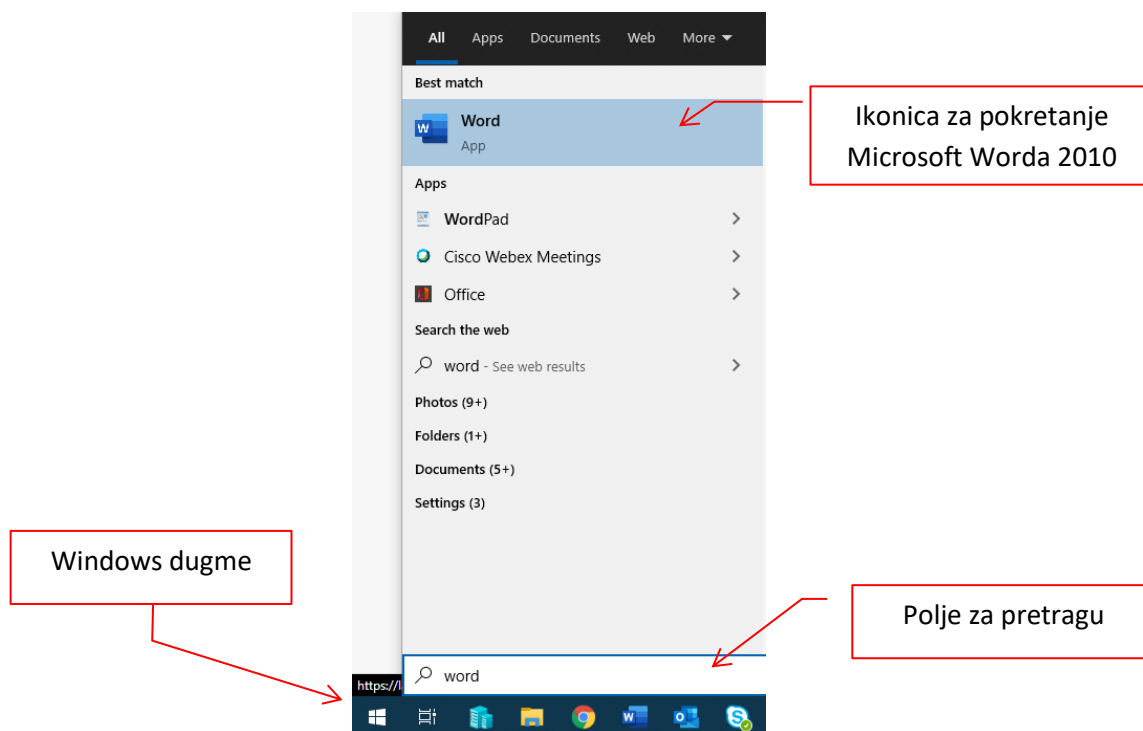 All Apps Documents Web More
Best match
Word
App
Ikonica za pokretanje
Microsoft Worda 2010
Apps
WordPad
Cisco Webex Meetings
Office
Search the web
word - See web results
Photos (9+)
Folders (1+)
Documents (5+)
Settings (3)
Windows dugme
Polje za pretragu
word
https://